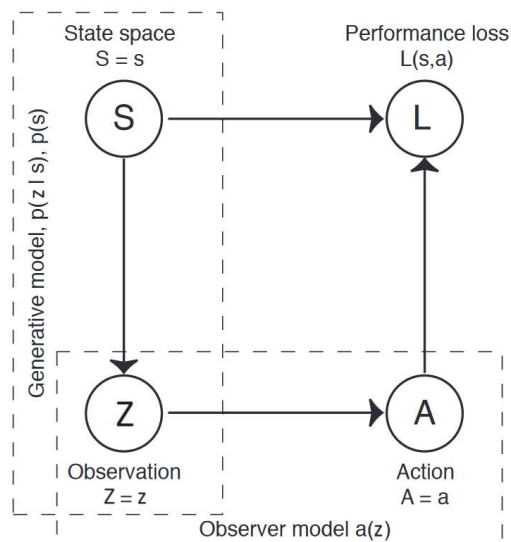 State space
S = s
Performance loss
L(s,a)
S
L
Generative model, p(z | s), p(s)
Z
A
Observation
Z = z
Action
A = a
Observer model a(z)